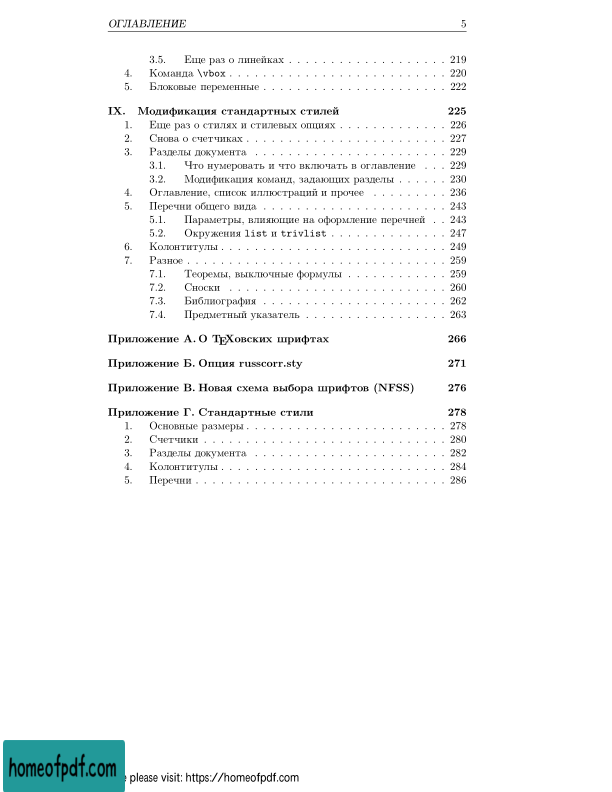 ОГЛАВЛЕНИЕ 5
3.5. Еще раз о линейках . . . . . . . . . . . . . . . . . . . 219
4. Команда \vbox . . . . . . . . . . . . . . . . . . . . . . . . . . 220
5. Блоковые переменные . . . . . . . . . . . . . . . . . . . . . . 222
IX. Модификация стандартных стилей 225
1. Еще раз о стилях и стилевых опциях . . . . . . . . . . . . . 226
2. Снова о счетчиках . . . . . . . . . . . . . . . . . . . . . . . . 227
3. Разделы документа . . . . . . . . . . . . . . . . . . . . . . . 229
3.1. Что нумеровать и что включать в оглавление . . . 229
3.2. Модификация команд, задающих разделы . . . . . . 230
4. Оглавление, список иллюстраций и прочее . . . . . . . . . 236
5. Перечни общего вида . . . . . . . . . . . . . . . . . . . . . . 243
5.1. Параметры, влияющие на оформление перечней . . 243
5.2. Окружения list и trivlist . . . . . . . . . . . . . . 247
6. Колонтитулы . . . . . . . . . . . . . . . . . . . . . . . . . . . 249
7. Разное . . . . . . . . . . . . . . . . . . . . . . . . . . . . . . . 259
7.1. Теоремы, выключные формулы . . . . . . . . . . . . 259
7.2. Сноски . . . . . . . . . . . . . . . . . . . . . . . . . . 260
7.3. Библиография . . . . . . . . . . . . . . . . . . . . . . 262
7.4. Предметный указатель . . . . . . . . . . . . . . . . . 263
Приложение А. О TEXовских шрифтах 266
Приложение Б. Опция russcorr.sty 271
Приложение В. Новая схема выбора шрифтов (NFSS) 276
Приложение Г. Стандартные стили 278
1. Основные размеры . . . . . . . . . . . . . . . . . . . . . . . . 278
2. Счетчики . . . . . . . . . . . . . . . . . . . . . . . . . . . . . 280
3. Разделы документа . . . . . . . . . . . . . . . . . . . . . . . 282
4. Колонтитулы . . . . . . . . . . . . . . . . . . . . . . . . . . . 284
5. Перечни . . . . . . . . . . . . . . . . . . . . . . . . . . . . . . 286
homeofpdf.com
please visit: https://homeofpdf.com